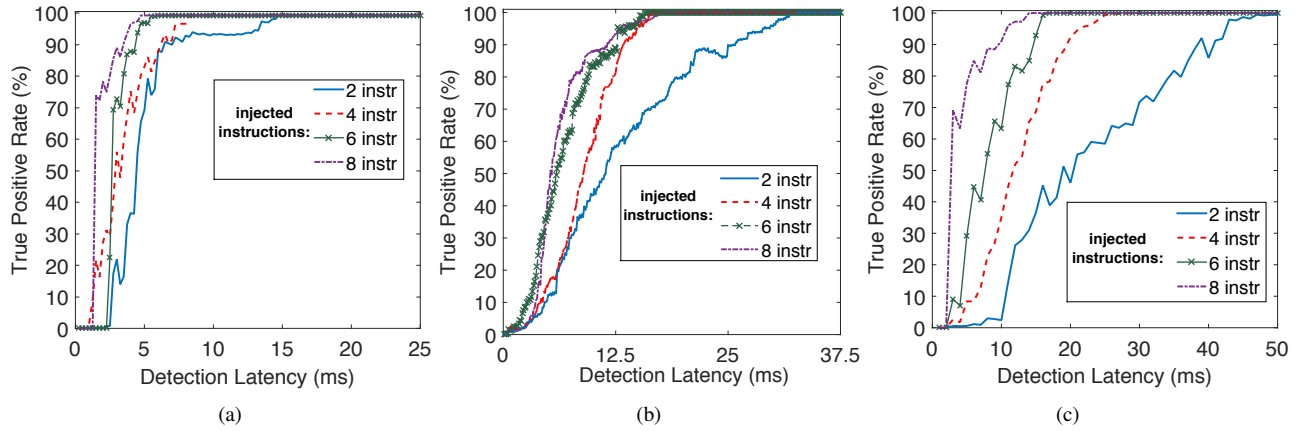 100
90
80
70
60
50
40
30
20
10
0
True Positive Rate (%)
injected
instructions:
2 instr
4 instr
6 instr
8 instr
0 5 10 15 20 25
Detection Latency (ms)
(a)
100
90
80
70
60
50
40
30
20
10
0
True Positive Rate (%)
injected
instructions:
2 instr
4 instr
6 instr
8 instr
0 12.5 25 37.5
Detection Latency (ms)
(b)
100
90
80
70
60
50
40
30
20
10
0
True Positive Rate (%)
injected
instructions:
2 instr
4 instr
6 instr
8 instr
0 10 20 30 40 50
Detection Latency (ms)
(c)